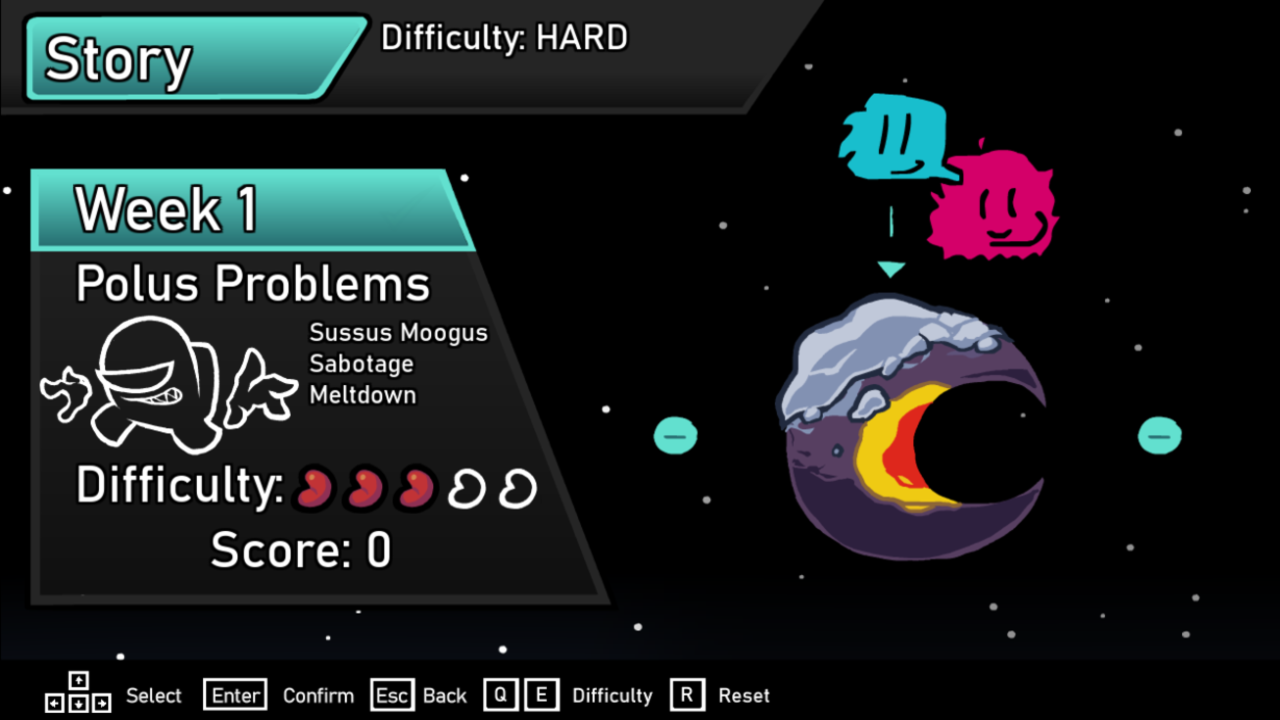 Story
Difficulty: HARD
Week 1
Polus Problems
Sussus Moogus
Sabotage
Meltdown
Difficulty:
Score: 0
Select Enter Confirm Esc Back Q E Difficulty R Reset